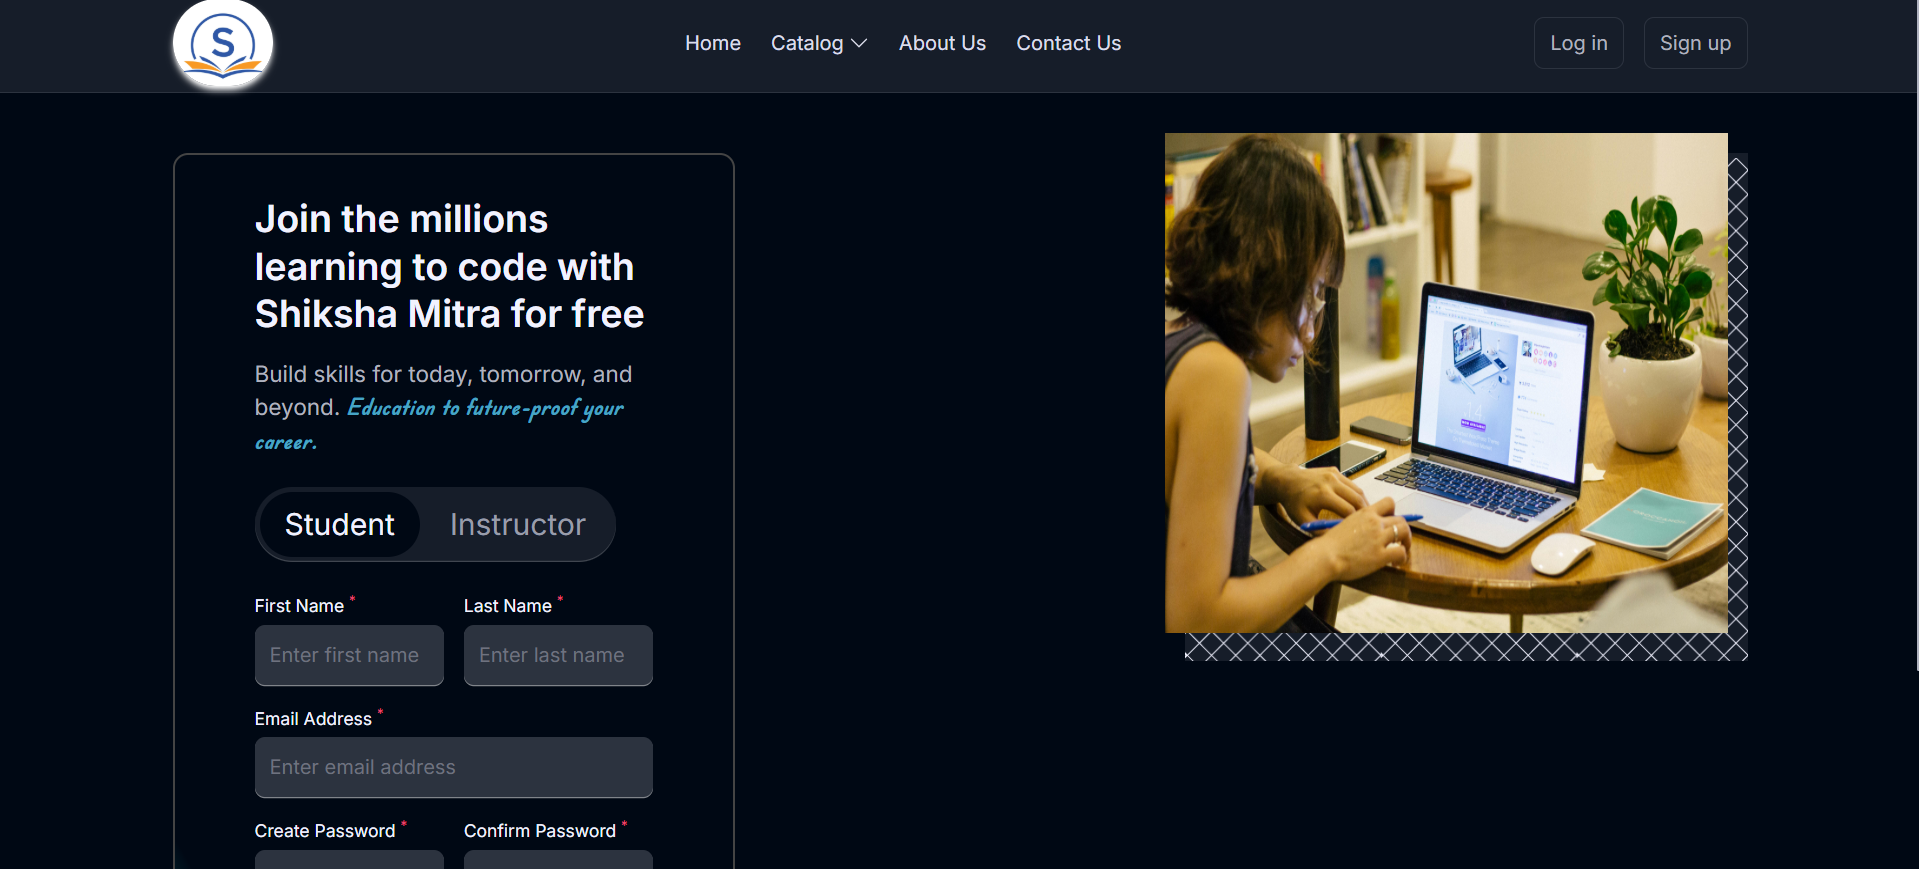 S
Home Catalog About Us Contact Us
Log in Sign up
Join the millions
learning to code with
Shiksha Mitra for free
Build skills for today, tomorrow, and
beyond. Education to future-proof your
career.
Student Instructor
First Name * Last Name *
Enter first name Enter last name
Email Address *
Enter email address
Create Password * Confirm Password *
14